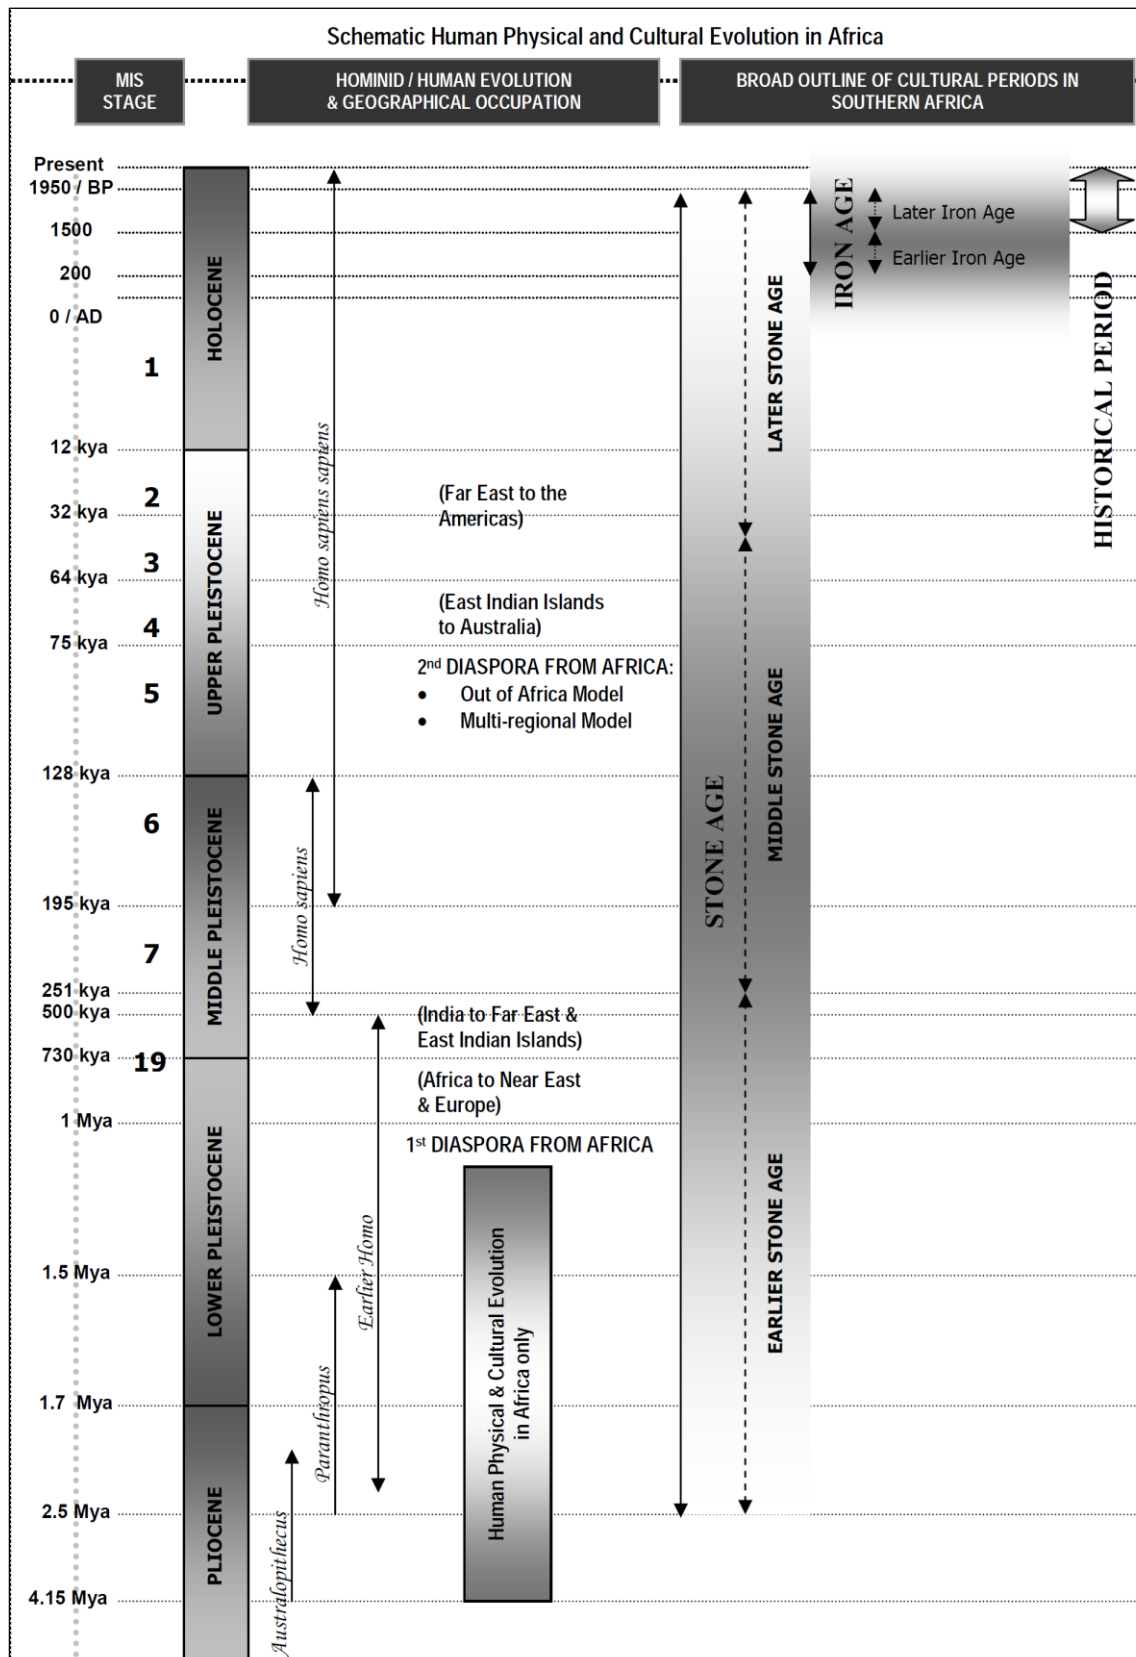 Schematic Human Physical and Cultural Evolution in Africa
MIS
STAGE
HOMINID / HUMAN EVOLUTION
& GEOGRAPHICAL OCCUPATION
BROAD OUTLINE OF CULTURAL PERIODS IN
SOUTHERN AFRICA
Present
1950 / BP
1500
200
0 / AD
12 kya
32 kya
64 kya
75 kya
128 kya
195 kya
251 kya
500 kya
730 kya
1 Mya
1.5 Mya
1.7 Mya
2.5 Mya
4.15 Mya
1
2
3
4
5
6
7
19
HOLOCENE
UPPER PLEISTOCENE
MIDDLE PLEISTOCENE
LOWER PLEISTOCENE
PLIOCENE
Homo sapiens sapiens
Homo sapiens
Earlier Homo
Paranthropus
Australopithecus
(Far East to the
Americas)
(East Indian Islands
to Australia)
2nd DIASPORA FROM AFRICA:
• Out of Africa Model
• Multi-regional Model
(India to Far East &
East Indian Islands)
(Africa to Near East
& Europe)
1st DIASPORA FROM AFRICA
Human Physical & Cultural Evolution
in Africa only
STONE AGE
LATER STONE AGE
MIDDLE STONE AGE
EARLIER STONE AGE
IRON AGE
Later Iron Age
Earlier Iron Age
HISTORICAL PERIOD